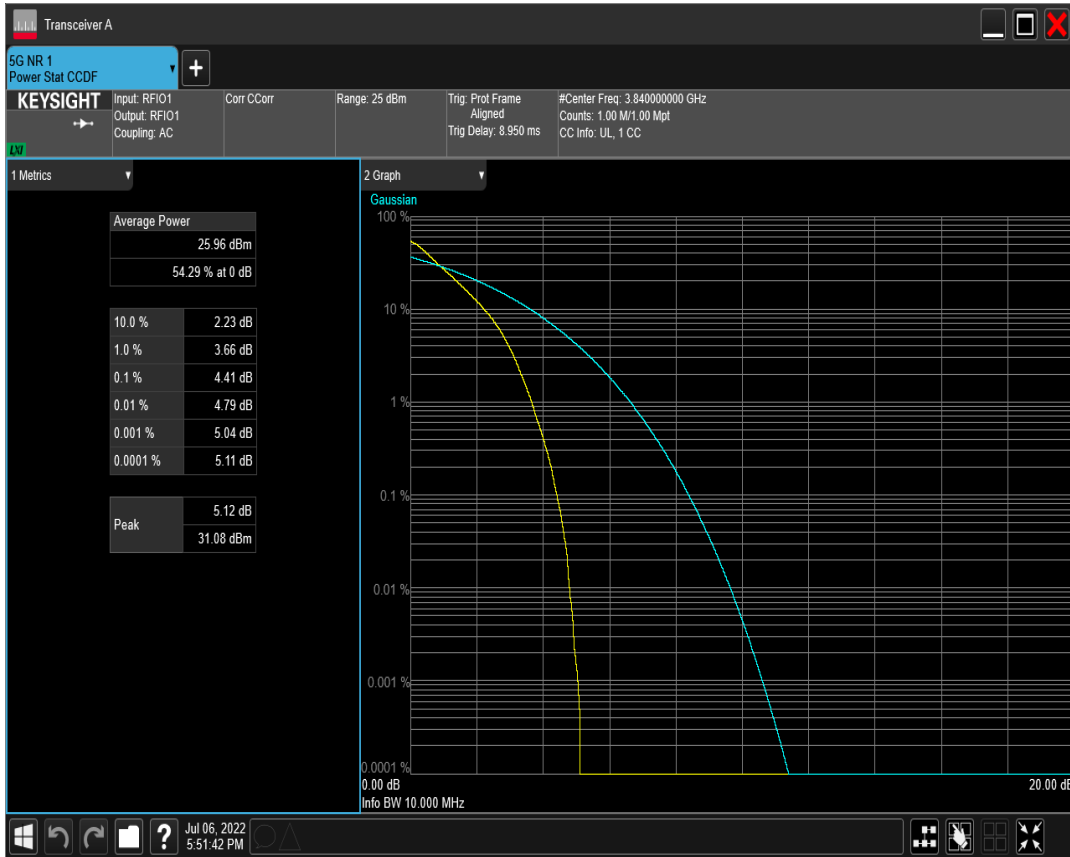 Transceiver A
5G NR 1
Power Stat CCDF
+
KEYSIGHT
LXI
Input: RFIO1
Output: RFIO1
Coupling: AC
Corr CCorr
Range: 25 dBm
Trig: Prot Frame
Aligned
Trig Delay: 8.950 ms
#Center Freq: 3.840000000 GHz
Counts: 1.00 M/1.00 Mpt
CC Info: UL, 1 CC
1 Metrics
Average Power
25.96 dBm
54.29 % at 0 dB
10.0 % 2.23 dB
1.0 % 3.66 dB
0.1 % 4.41 dB
0.01 % 4.79 dB
0.001 % 5.04 dB
0.0001 % 5.11 dB
Peak 5.12 dB
31.08 dBm
2 Graph
Gaussian
100 %
10 %
1 %
0.1 %
0.01 %
0.001 %
0.0001 %
0.00 dB
20.00 dB
Info BW 10.000 MHz
?
Jul 06, 2022
5:51:42 PM